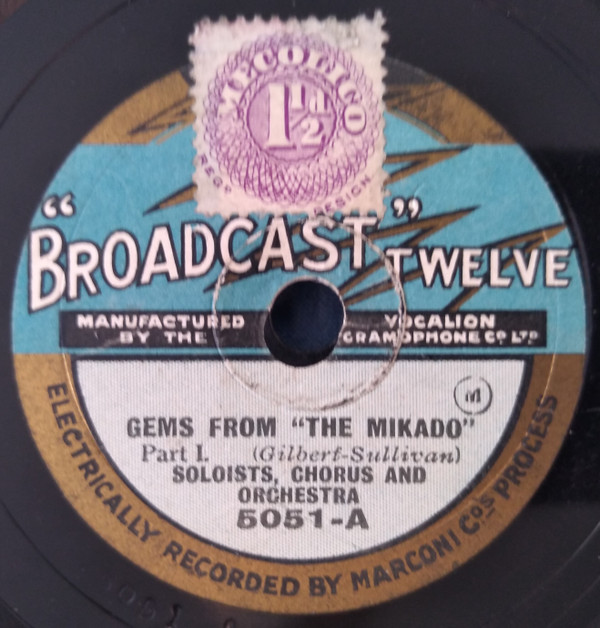 MECOLICO
1½d
REGD DESIGN
"BROADCAST" TWELVE
MANUFACTURED BY THE
VOCALION GRAMOPHONE CO LTD
M
GEMS FROM "THE MIKADO"
Part I. (Gilbert-Sullivan)
SOLOISTS, CHORUS AND
ORCHESTRA
5051-A
ELECTRICALLY RECORDED BY MARCONI Co's PROCESS